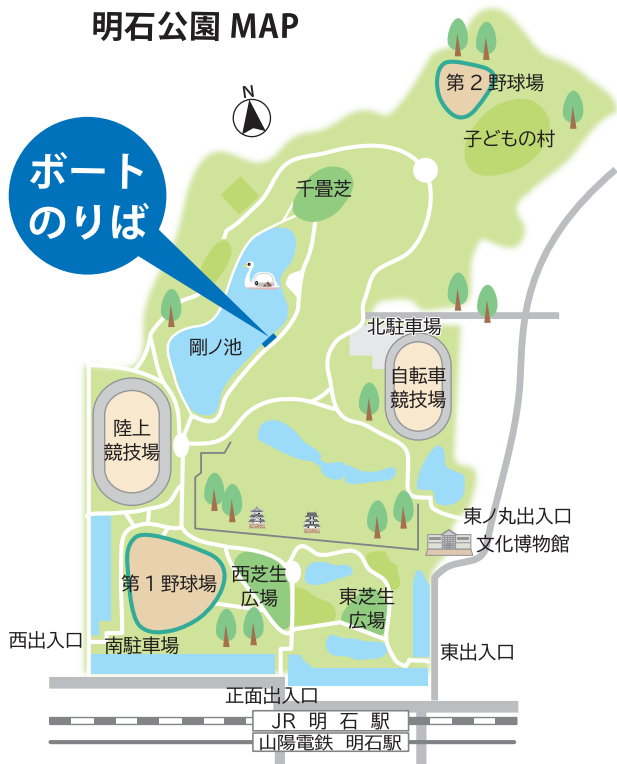 明石公園 MAP
N
第２野球場
子どもの村
ボート
のりば
千畳芝
剛ノ池
北駐車場
自転車
競技場
陸上
競技場
東ノ丸出入口
文化博物館
第１野球場
西芝生
広場
東芝生
広場
西出入口
南駐車場
東出入口
正面出入口
JR 明 石 駅
山陽電鉄 明石駅